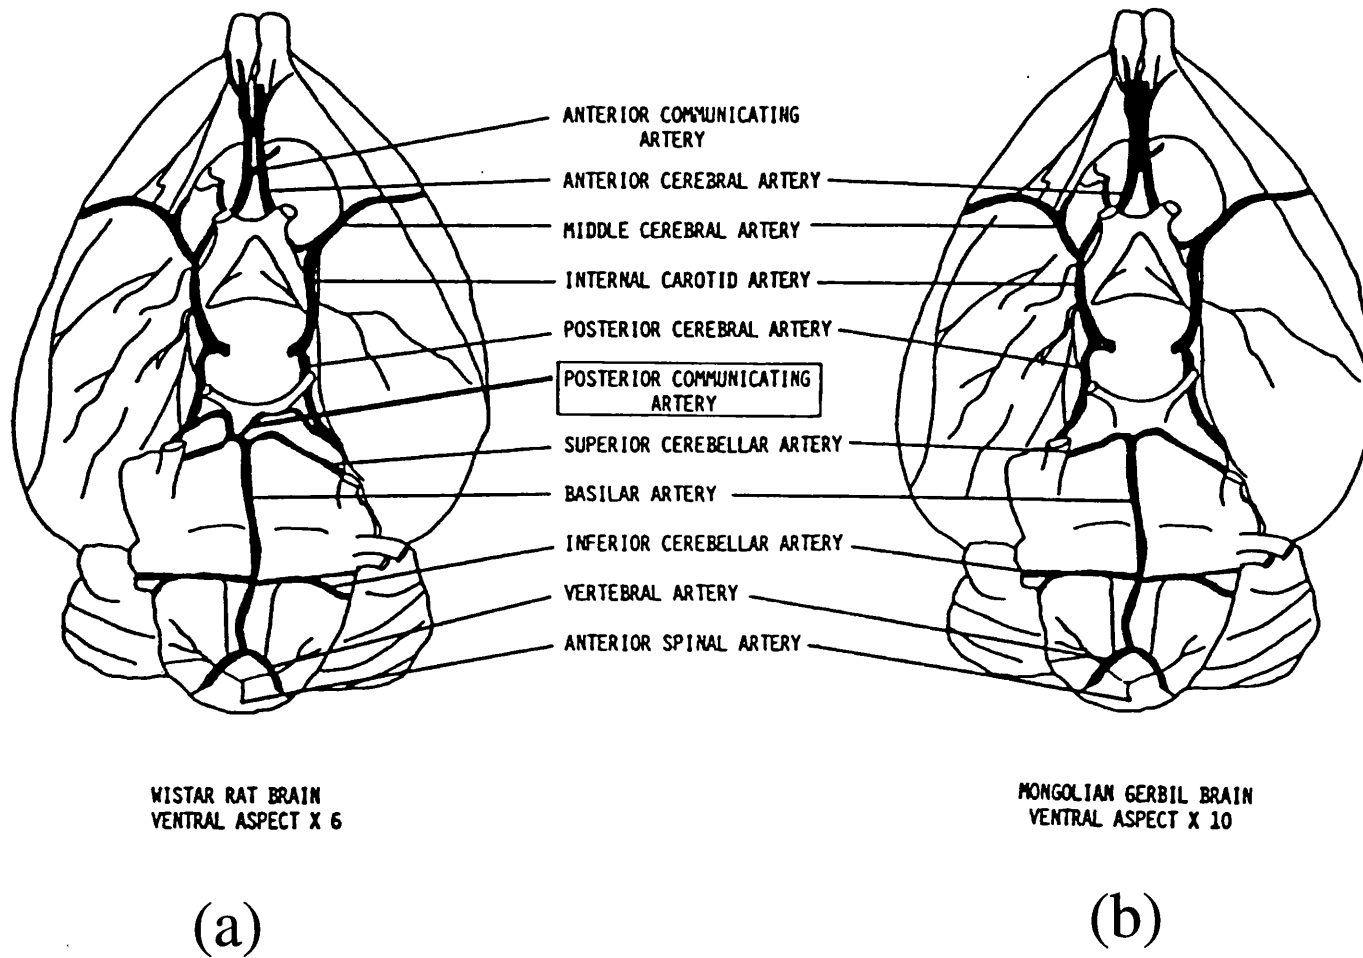 ANTERIOR COMMUNICATING
ARTERY
ANTERIOR CEREBRAL ARTERY
MIDDLE CEREBRAL ARTERY
INTERNAL CAROTID ARTERY
POSTERIOR CEREBRAL ARTERY
POSTERIOR COMMUNICATING
ARTERY
SUPERIOR CEREBELLAR ARTERY
BASILAR ARTERY
INFERIOR CEREBELLAR ARTERY
VERTEBRAL ARTERY
ANTERIOR SPINAL ARTERY
WISTAR RAT BRAIN
VENTRAL ASPECT X 6
MONGOLIAN GERBIL BRAIN
VENTRAL ASPECT X 10
(a)
(b)